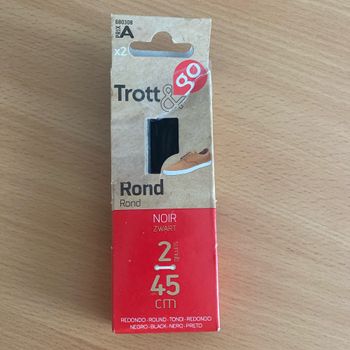 680308
PRIX A
x2
Trott&go
Rond
Rond
NOIR
ZWART
2
45
cm
REDONDO-ROUND-TONDI-REDONDO
NEGRO-BLACK-NERO-PRETO